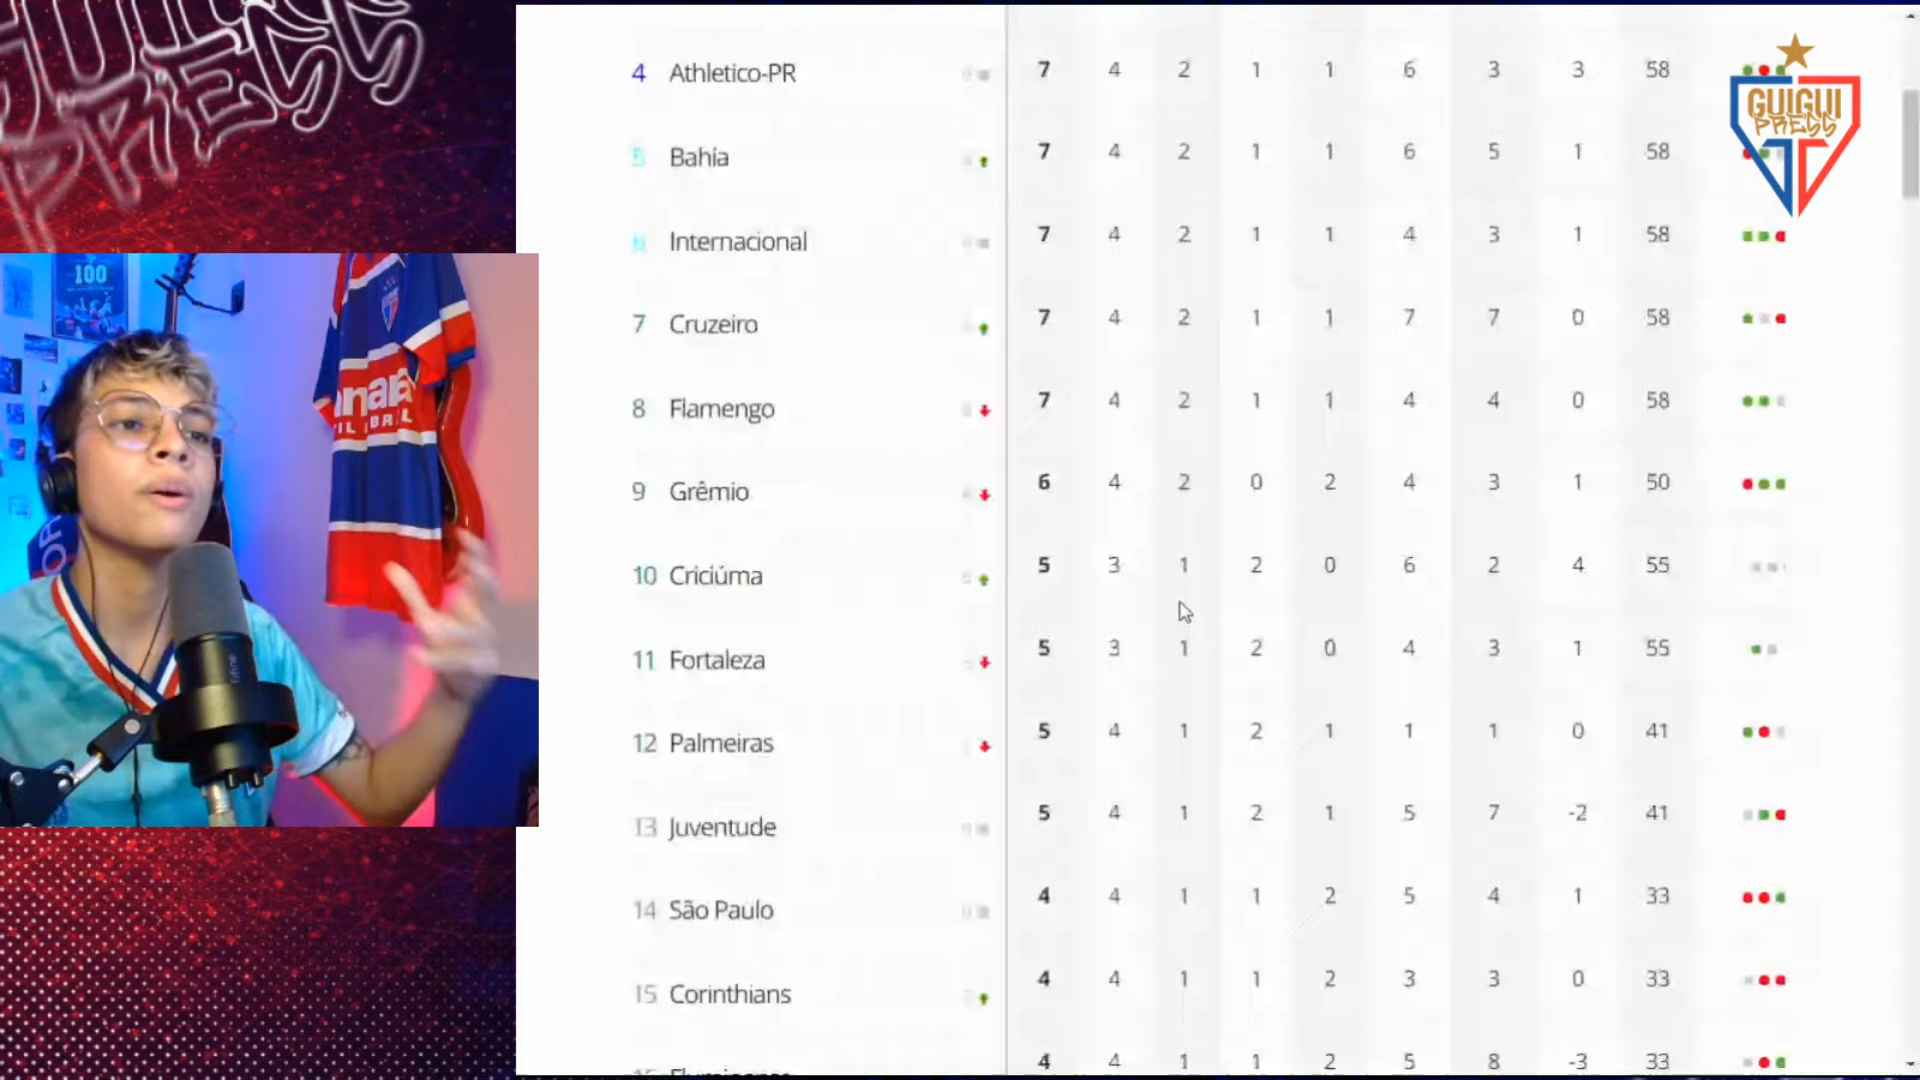 PRESS
PRESS
4 Athletico-PR 7 4 2 1 1 6 3 3 58
GUIGUI
PRESS
5 Bahia 7 4 2 1 1 6 5 1 58
6 Internacional 7 4 2 1 1 4 3 1 58
100
7 Cruzeiro 7 4 2 1 1 7 7 0 58
8 Flamengo 7 4 2 1 1 4 4 0 58
9 Grêmio 6 4 2 0 2 4 3 1 50
10 Criciúma 5 3 1 2 0 6 2 4 55
11 Fortaleza 5 3 1 2 0 4 3 1 55
12 Palmeiras 5 4 1 2 1 1 1 0 41
13 Juventude 5 4 1 2 1 5 7 -2 41
14 São Paulo 4 4 1 1 2 5 4 1 33
15 Corinthians 4 4 1 1 2 3 3 0 33
4 4 1 1 2 5 8 -3 33